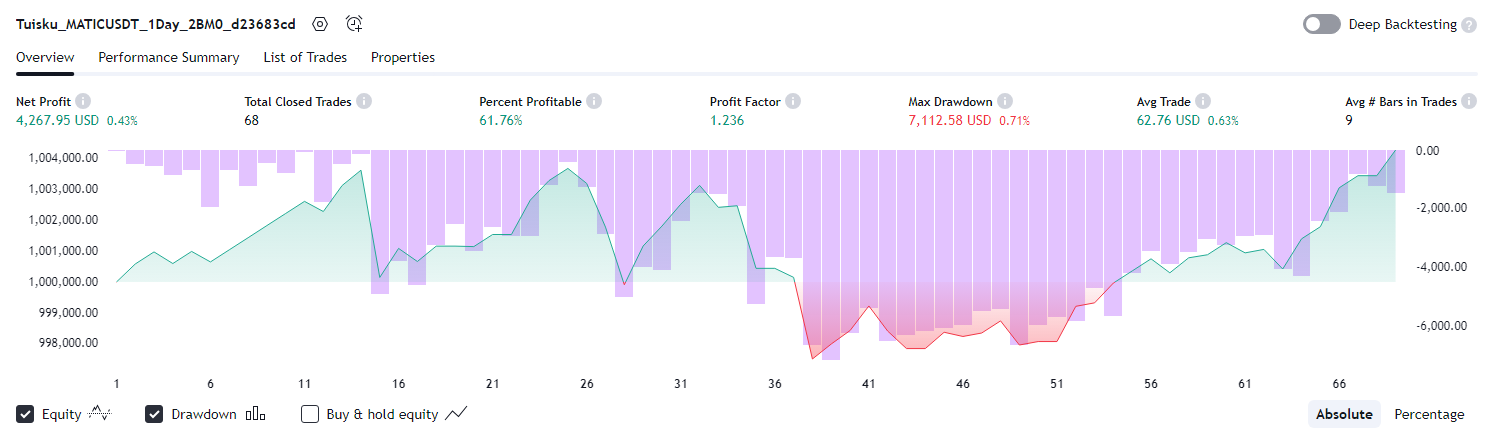 Tuisku_MATICUSDT_1Day_2BM0_d23683cd
Deep Backtesting
Overview Performance Summary List of Trades Properties
Net Profit Total Closed Trades Percent Profitable Profit Factor Max Drawdown Avg Trade Avg # Bars in Trades
4,267.95 USD 0.43% 68 61.76% 1.236 7,112.58 USD 0.71% 62.76 USD 0.63% 9
1,004,000.00 0.00
1,003,000.00
1,002,000.00 -2,000.00
1,001,000.00
1,000,000.00 -4,000.00
999,000.00
998,000.00 -6,000.00
1 6 11 16 21 26 31 36 41 46 51 56 61 66
Equity Drawdown Buy & hold equity Absolute Percentage